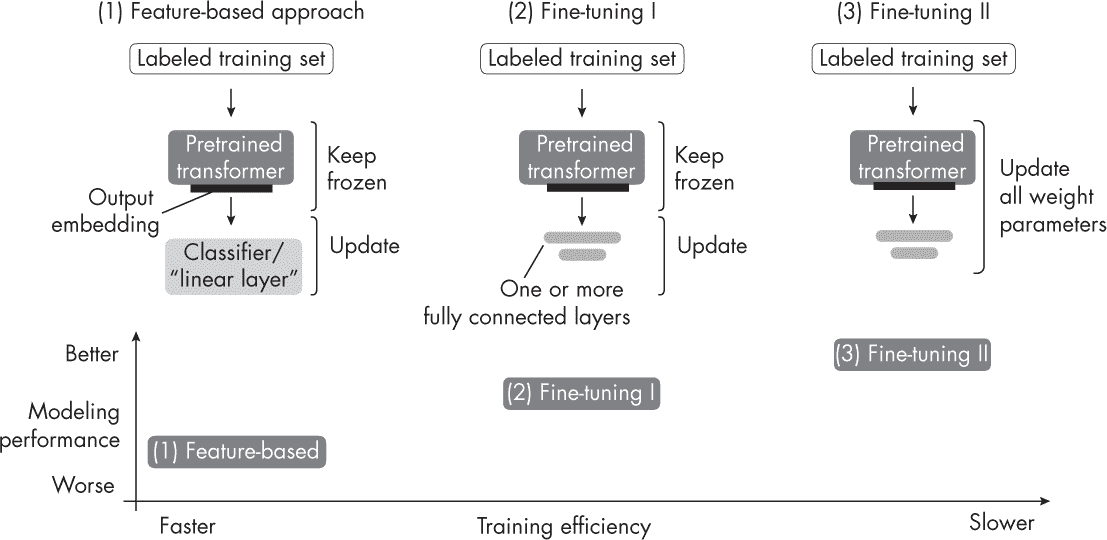 (1) Feature-based approach
Labeled training set
Pretrained
transformer
Keep
frozen
Output
embedding
Classifier/
“linear layer”
Update
(2) Fine-tuning I
Labeled training set
Pretrained
transformer
Keep
frozen
Update
One or more
fully connected layers
(3) Fine-tuning II
Labeled training set
Pretrained
transformer
Update
all weight
parameters
Better
Modeling
performance
Worse
(1) Feature-based
(2) Fine-tuning I
(3) Fine-tuning II
Faster
Training efficiency
Slower